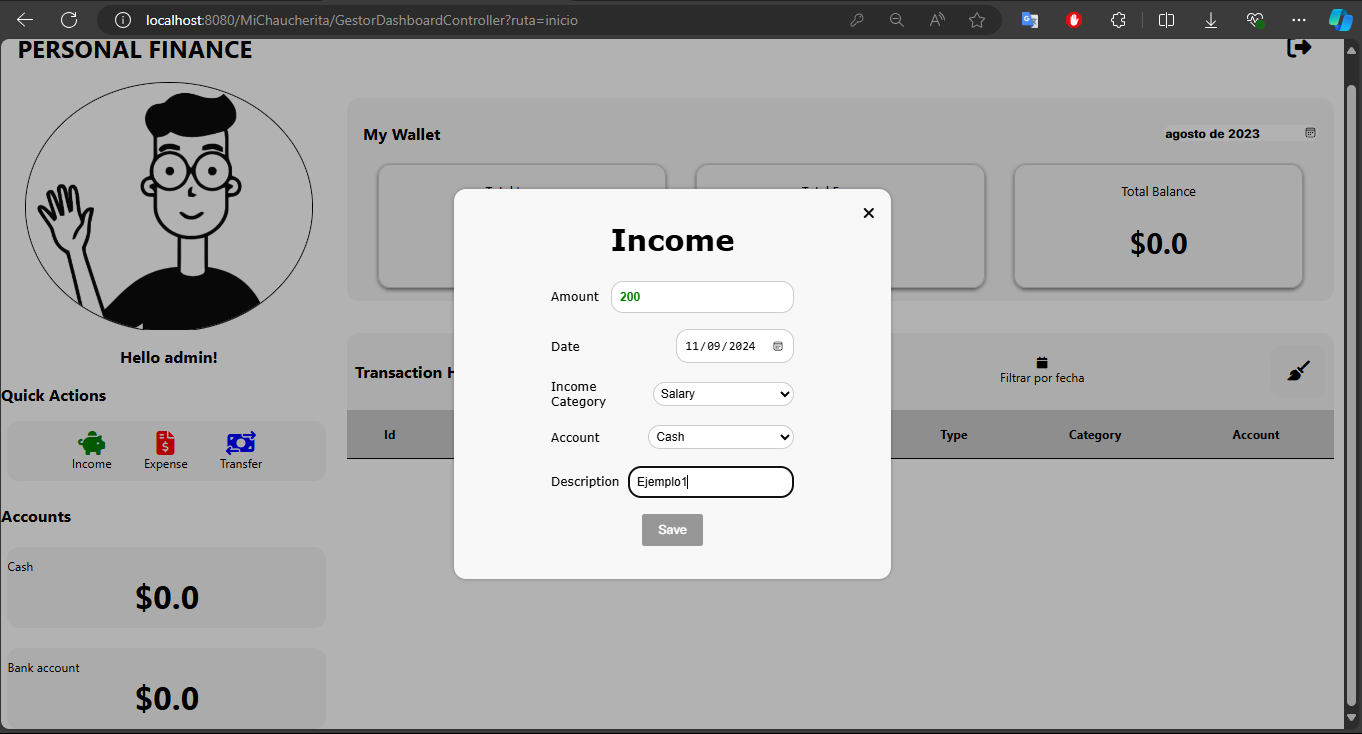 localhost:8080/MiChaucherita/GestorDashboardController?ruta=inicio
PERSONAL FINANCE
Hello admin!
Quick Actions
Income
Expense
Transfer
Accounts
Cash
$0.0
Bank account
$0.0
My Wallet
agosto de 2023
Total Balance
$0.0
Transaction
Filtrar por fecha
Id
Type
Category
Account
Income
Amount
200
Date
11/09/2024
Income
Category
Salary
Account
Cash
Description
Ejemplo1
Save